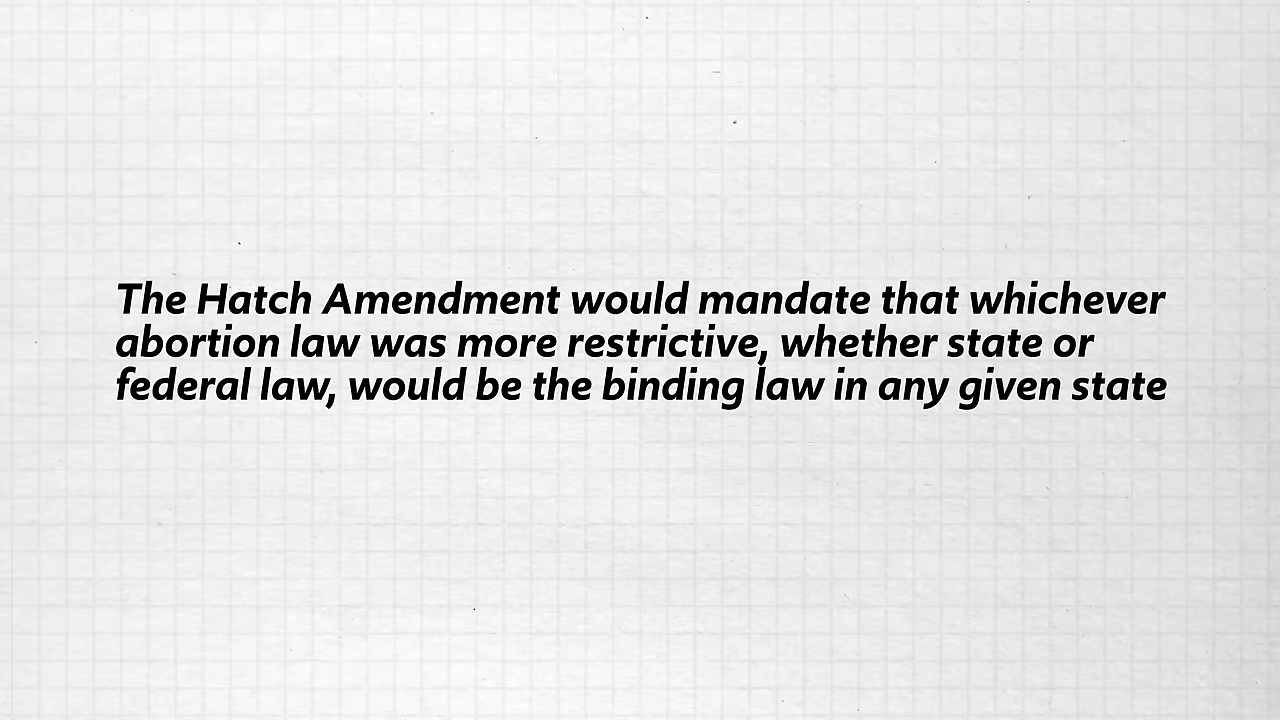 The Hatch Amendment would mandate that whichever
abortion law was more restrictive, whether state or
federal law, would be the binding law in any given state